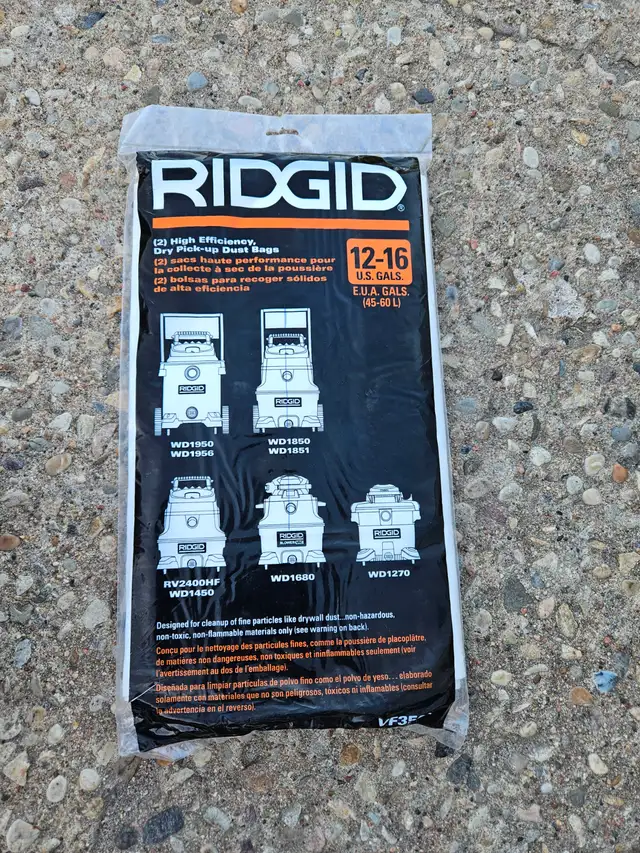 RIDGID®
(2) High Efficiency,
Dry Pick-up Dust Bags
(2) sacs haute performance pour
la collecte à sec de la poussière
(2) bolsas para recoger sólidos
de alta eficiencia
12-16
U.S. GALS.
E.U.A. GALS.
(45-60 L)
RIDGID
RIDGID
WD1950
WD1956
WD1850
WD1851
RIDGID
RIDGID
RIDGID
RV2400HF
WD1450
WD1680
WD1270
Designed for cleanup of fine particles like drywall dust...non-hazardous,
non-toxic, non-flammable materials only (see warning on back).
Conçu pour le nettoyage des particules fines, comme la poussière de placoplâtre,
de matières non dangereuses, non toxiques et ininflammables seulement (voir
l'avertissement au dos de l'emballage).
Diseñada para limpiar partículas de polvo fino como el polvo de yeso... elaborado
solamente con materiales que no son peligrosos, tóxicos ni inflamables (consultar
la advertencia en el reverso).